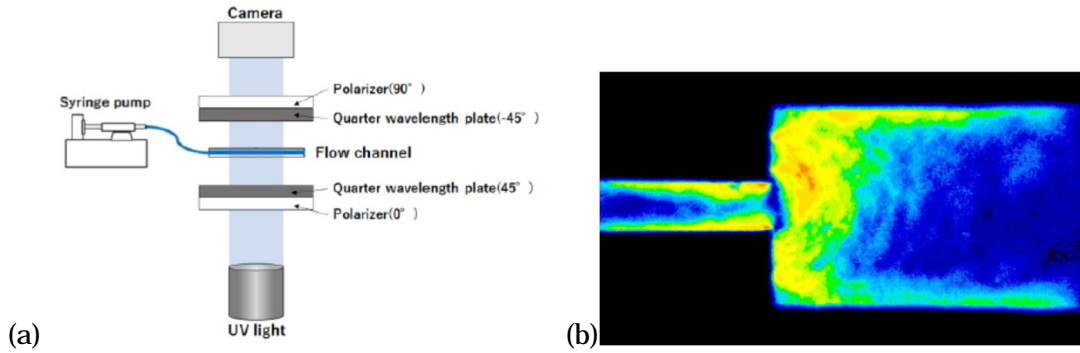 Camera
Polarizer(90°)
Syringe pump
Quarter wavelength plate(-45°)
Flow channel
Quarter wavelength plate(45°)
Polarizer(0°)
UV light
(a)
(b)